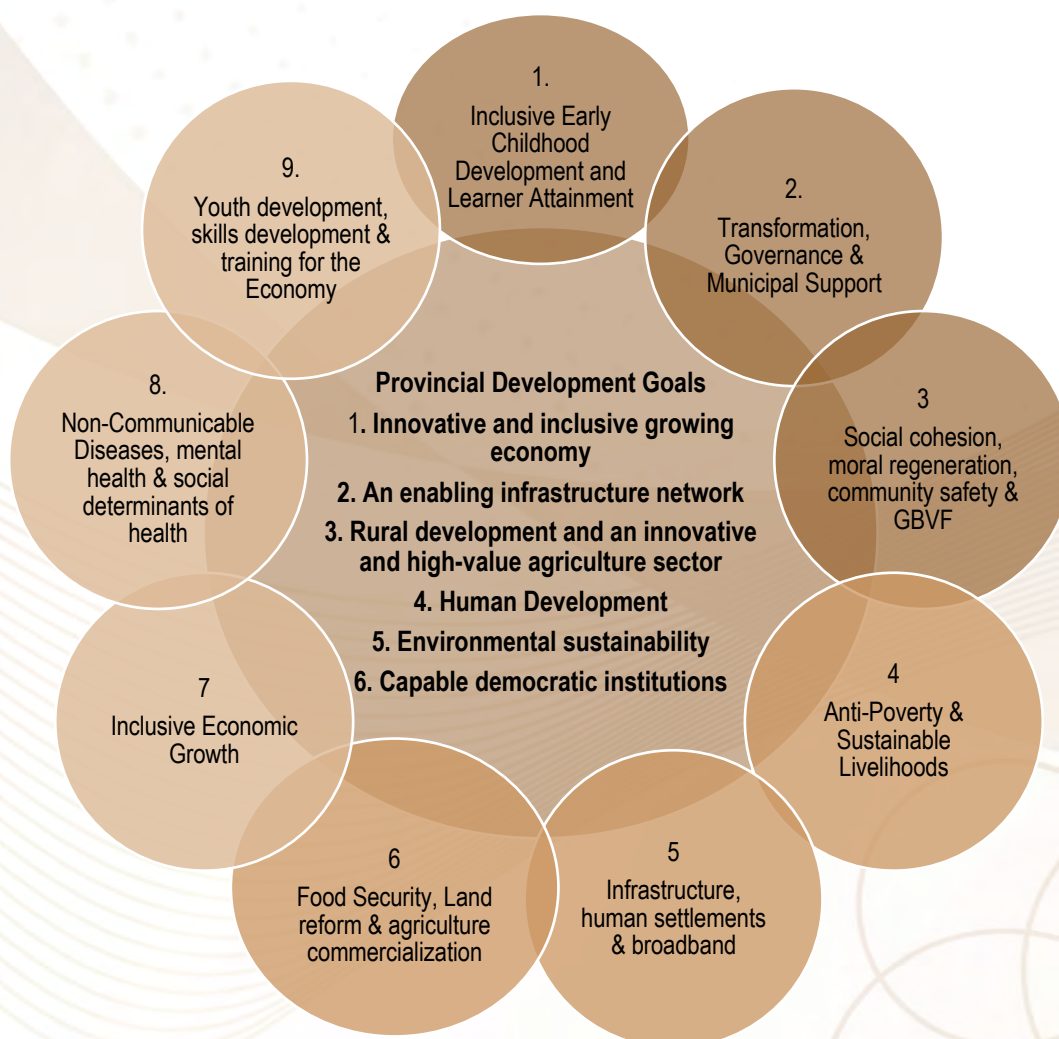 1.
Inclusive Early
Childhood
Development and
Learner Attainment
2.
Transformation,
Governance &
Municipal Support
3
Social cohesion,
moral regeneration,
community safety &
GBVF
4
Anti-Poverty &
Sustainable
Livelihoods
5
Infrastructure,
human settlements
& broadband
6
Food Security, Land
reform & agriculture
commercialization
7
Inclusive Economic
Growth
8.
Non-Communicable
Diseases, mental
health & social
determinants of
health
9.
Youth development,
skills development &
training for the
Economy
Provincial Development Goals
1. Innovative and inclusive growing
economy
2. An enabling infrastructure network
3. Rural development and an innovative
and high-value agriculture sector
4. Human Development
5. Environmental sustainability
6. Capable democratic institutions